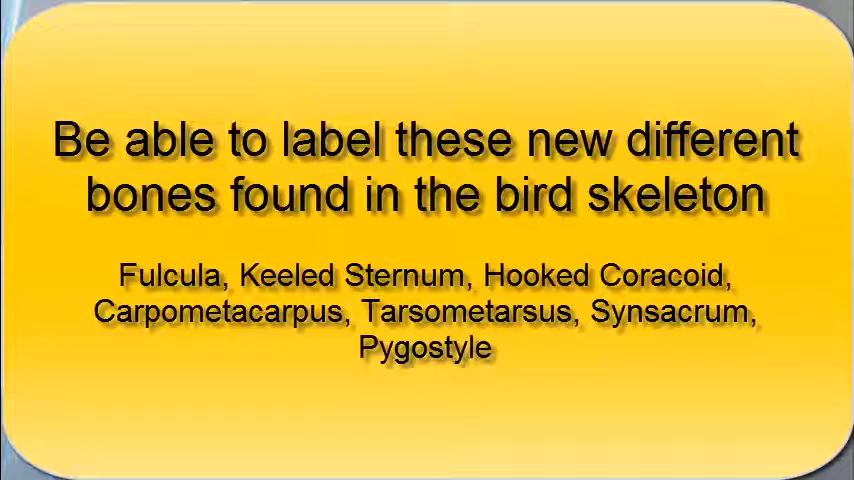 Be able to label these new different
bones found in the bird skeleton
Fulcula, Keeled Sternum, Hooked Coracoid,
Carpometacarpus, Tarsometarsus, Synsacrum,
Pygostyle